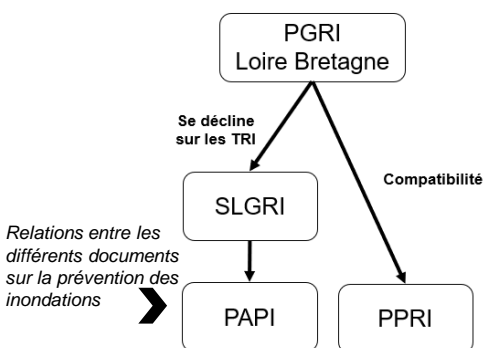 PGRI
Loire Bretagne
Se décline
sur les TRI
Compatibilité
SLGRI
Relations entre les
différents documents
sur la prévention des
inondations
PAPI
PPRI